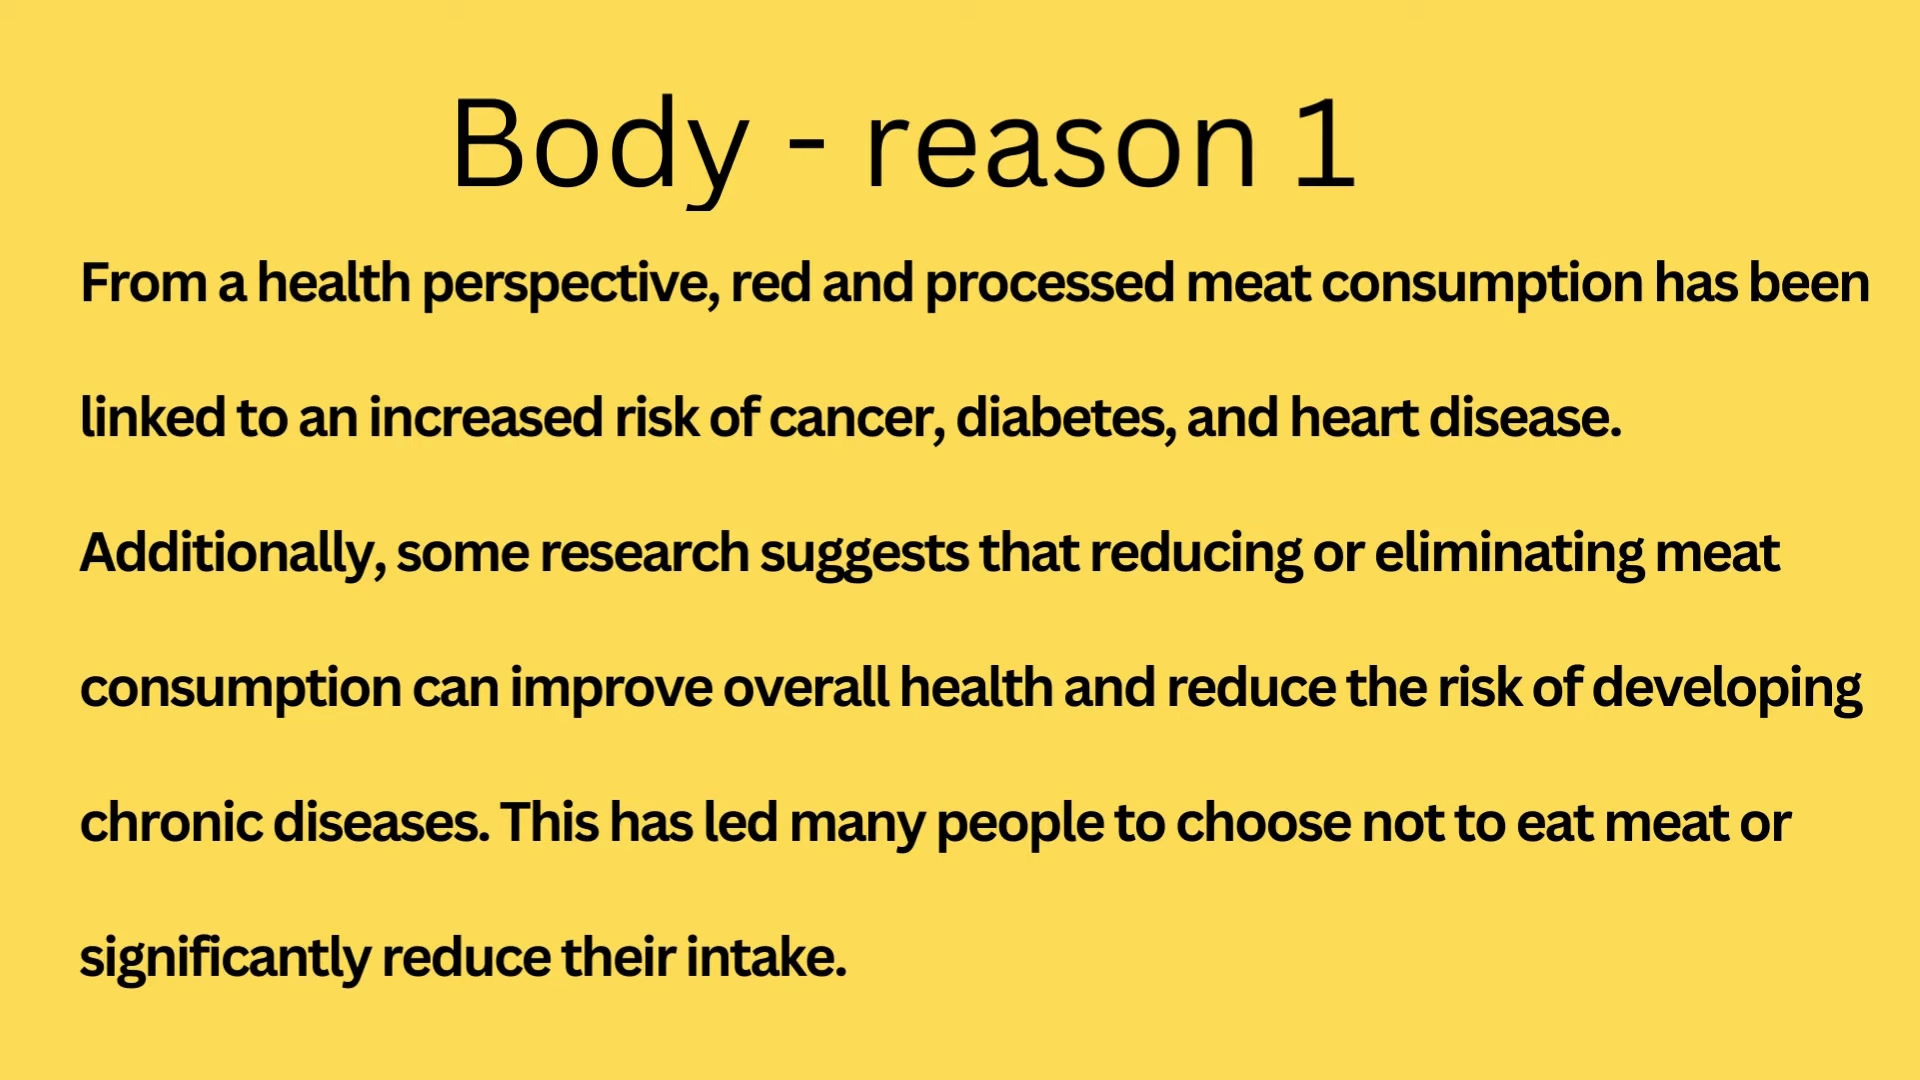 Body - reason 1
From a health perspective, red and processed meat consumption has been
linked to an increased risk of cancer, diabetes, and heart disease.
Additionally, some research suggests that reducing or eliminating meat
consumption can improve overall health and reduce the risk of developing
chronic diseases. This has led many people to choose not to eat meat or
significantly reduce their intake.